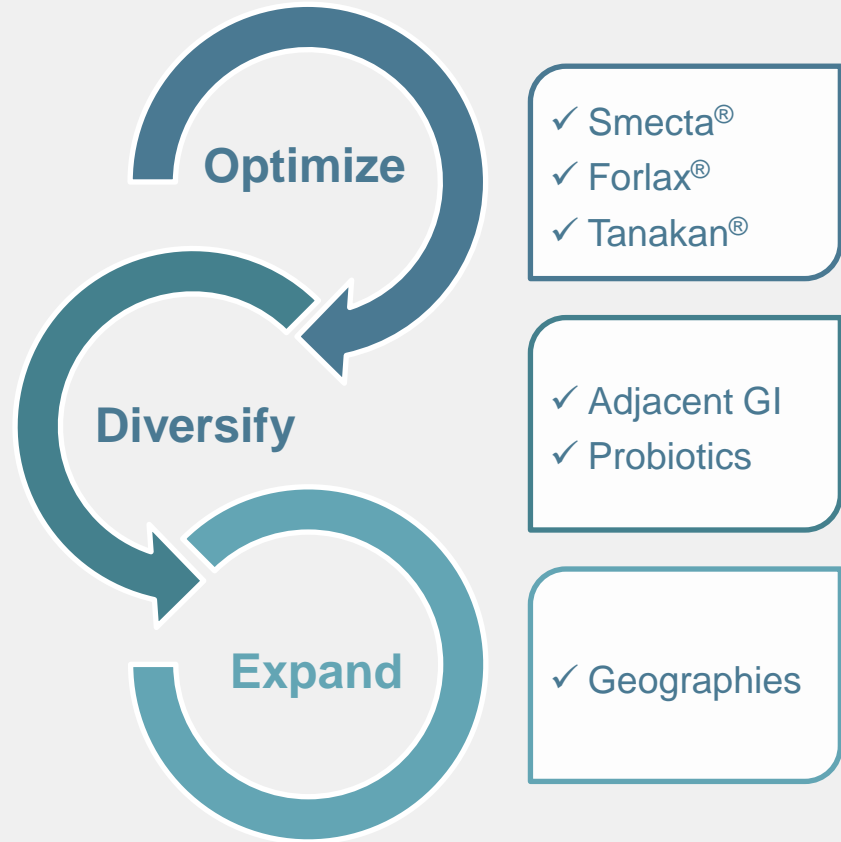 Optimize
✓ Smecta®
✓ Forlax®
✓ Tanakan®
Diversify
✓ Adjacent GI
✓ Probiotics
Expand
✓ Geographies